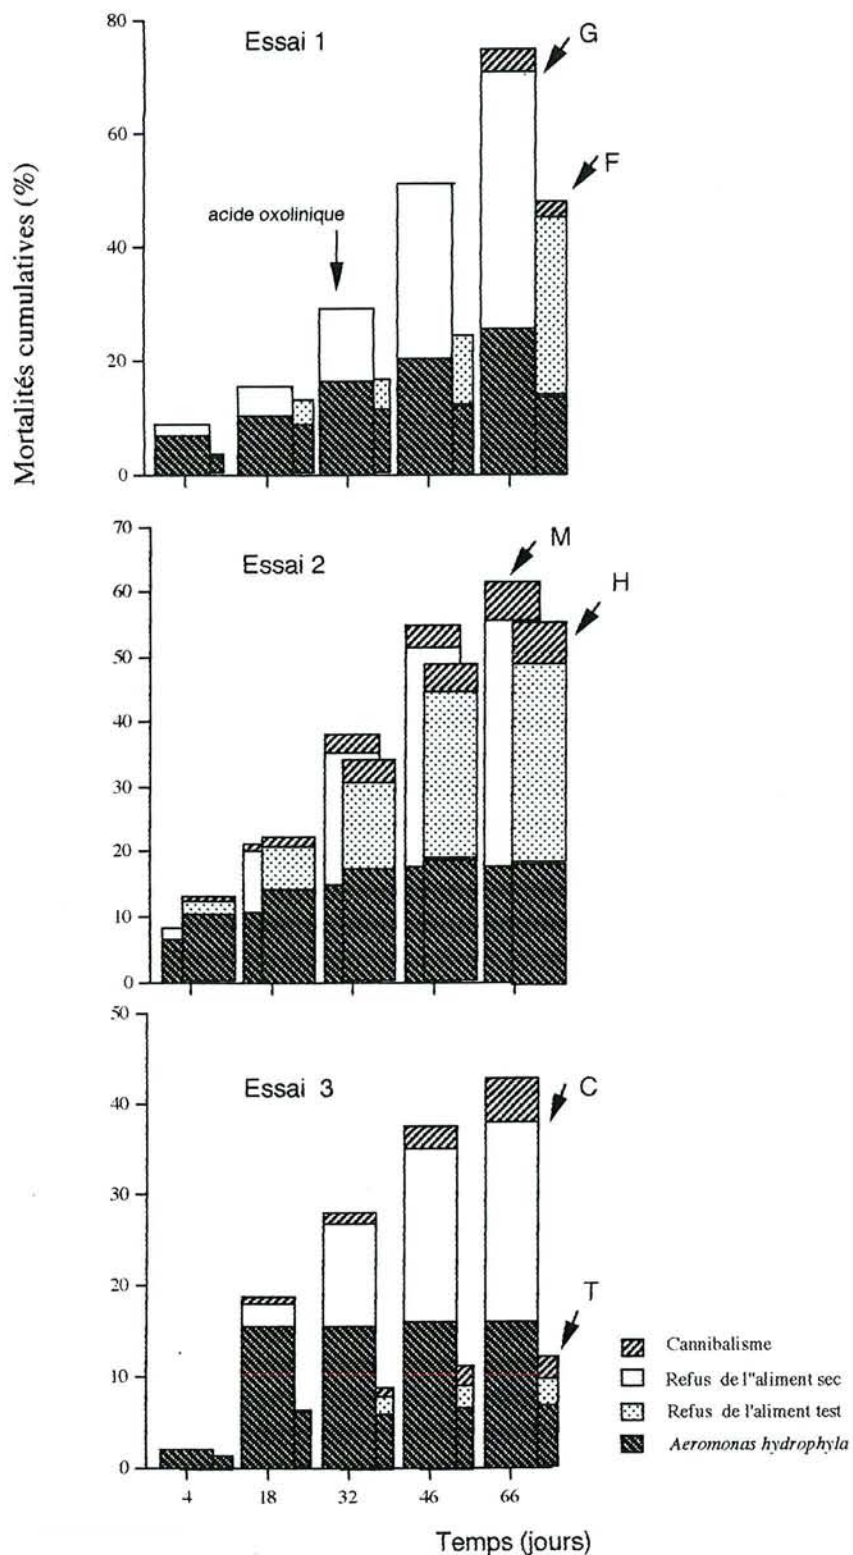 80
Essai 1
G
60
F
acide oxolinique
40
20
0
Mortalités cumulatives (%)
70
Essai 2
M
60
H
50
40
30
20
10
0
50
Essai 3
C
40
30
20
T
10
0
4 18 32 46 66
Temps (jours)
Cannibalisme
Refus de l''aliment sec
Refus de l'aliment test
Aeromonas hydrophyla